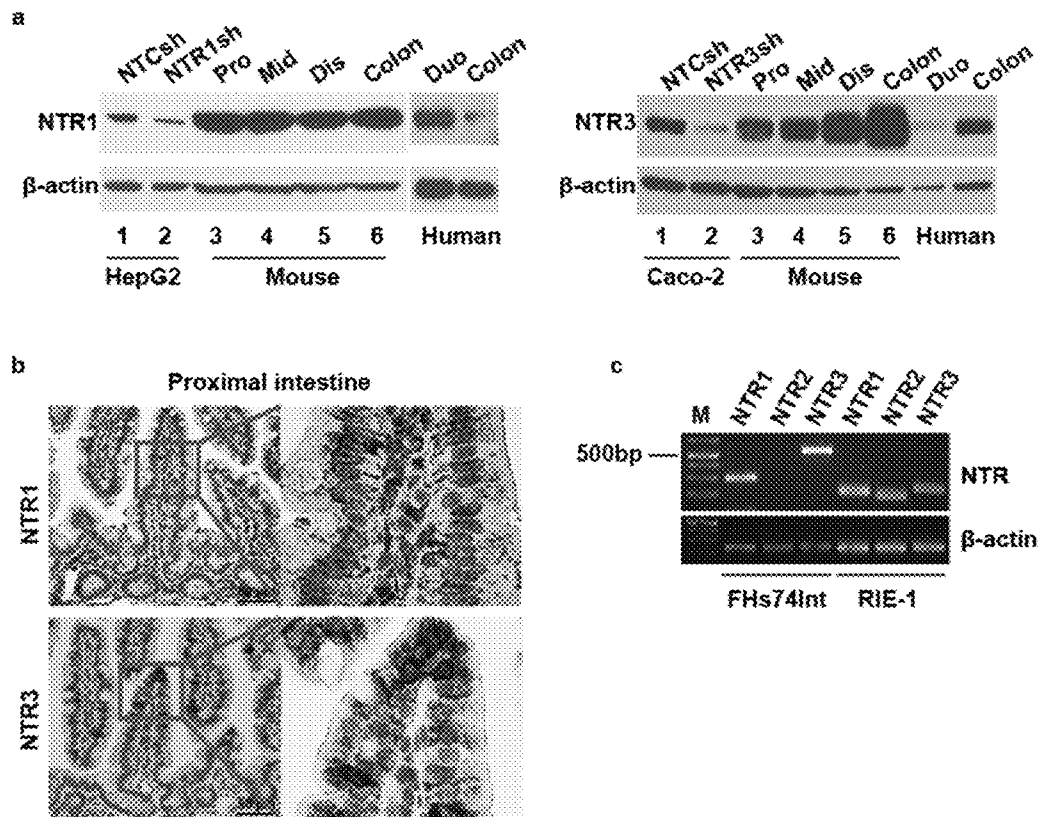 a
NTCsh NTR1sh Pro Mid Dis Colon Duo Colon
NTR1
β-actin
1 2 3 4 5 6 Human
HepG2 Mouse
NTCsh NTR3sh Pro Mid Dis Colon Duo Colon
NTR3
β-actin
1 2 3 4 5 6 Human
Caco-2 Mouse
b
Proximal intestine
NTR1
NTR3
c
M NTR1 NTR2 NTR3 NTR1 NTR2 NTR3
500bp
NTR
β-actin
FHs74Int RIE-1